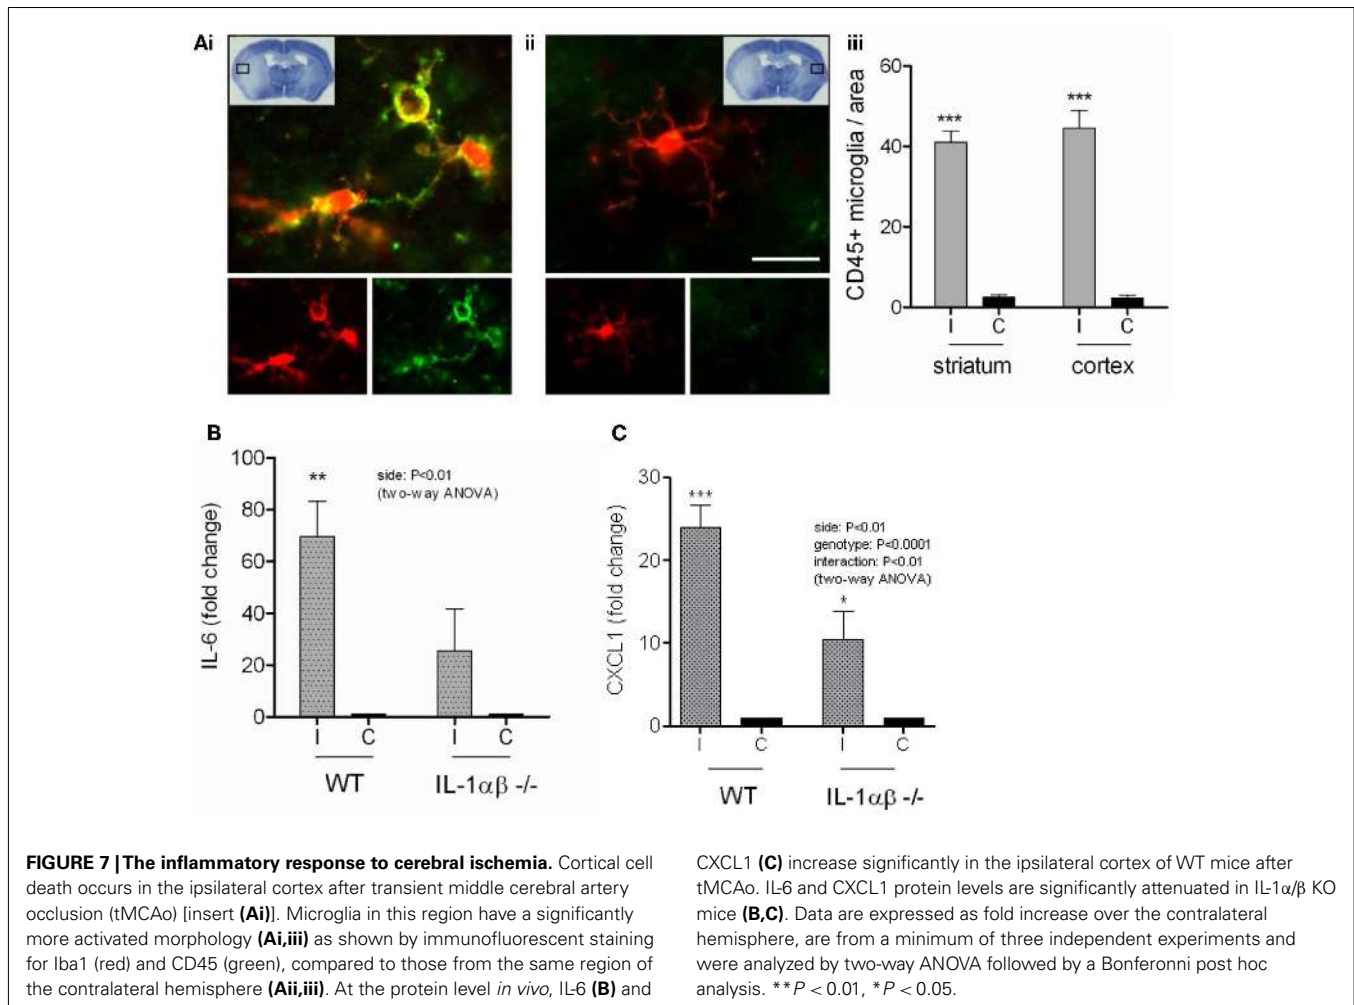 Ai
ii
iii
60
40
20
0
CD45+ microglia / area
***
***
I C I C
striatum cortex
B
100
80
60
40
20
0
IL-6 (fold change)
**
side: P<0.01
(two-way ANOVA)
I C I C
WT IL-1αβ -/-
C
30
20
10
0
CXCL1 (fold change)
***
side: P<0.01
genotype: P<0.0001
interaction: P<0.01
(two-way ANOVA)
*
I C I C
WT IL-1αβ -/-
FIGURE 7 | The inflammatory response to cerebral ischemia. Cortical cell
death occurs in the ipsilateral cortex after transient middle cerebral artery
occlusion (tMCAo) [insert (Ai)]. Microglia in this region have a significantly
more activated morphology (Ai,iii) as shown by immunofluorescent staining
for Iba1 (red) and CD45 (green), compared to those from the same region of
the contralateral hemisphere (Aii,iii). At the protein level in vivo, IL-6 (B) and
CXCL1 (C) increase significantly in the ipsilateral cortex of WT mice after
tMCAo. IL-6 and CXCL1 protein levels are significantly attenuated in IL-1α/β KO
mice (B,C). Data are expressed as fold increase over the contralateral
hemisphere, are from a minimum of three independent experiments and
were analyzed by two-way ANOVA followed by a Bonferonni post hoc
analysis. **P < 0.01, *P < 0.05.